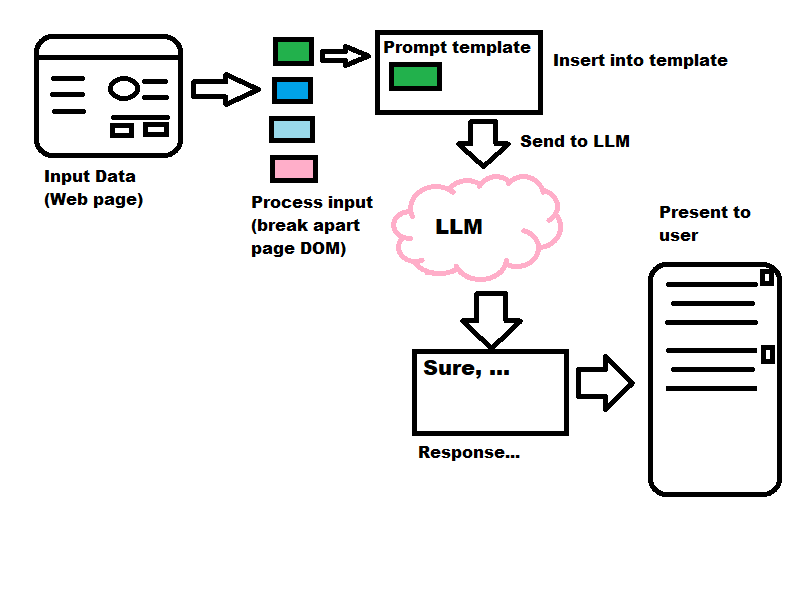 Prompt template
Insert into template
Send to LLM
Input Data
(Web page)
Process input
(break apart
page DOM)
LLM
Present to
user
Sure, ...
Response...